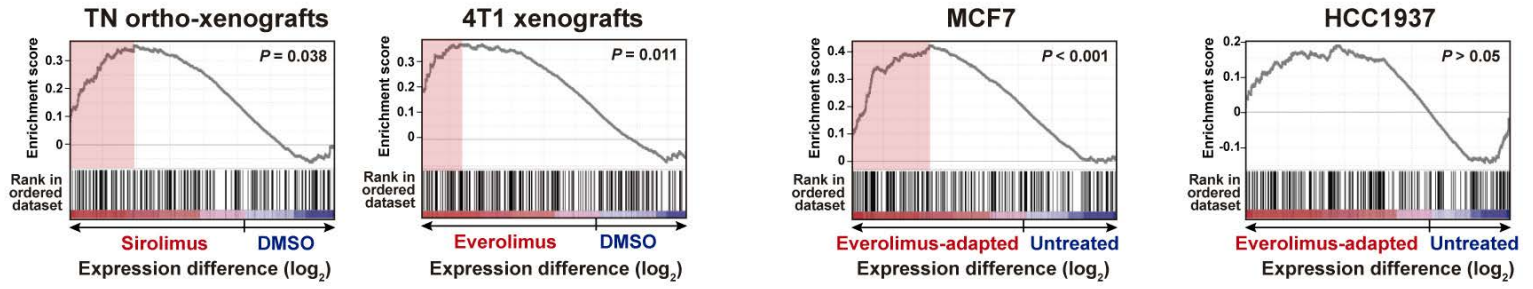 TN ortho-xenografts
Enrichment score
0.3
0.2
0.1
0
P = 0.038
Rank in
ordered
dataset
Sirolimus
DMSO
Expression difference (log2)
4T1 xenografts
Enrichment score
0.3
0.2
0.1
0
P = 0.011
Rank in
ordered
dataset
Everolimus
DMSO
Expression difference (log2)
MCF7
Enrichment score
0.4
0.3
0.2
0.1
0
P < 0.001
Rank in
ordered
dataset
Everolimus-adapted
Untreated
Expression difference (log2)
HCC1937
Enrichment score
0.2
0.1
0
-0.1
P > 0.05
Rank in
ordered
dataset
Everolimus-adapted
Untreated
Expression difference (log2)